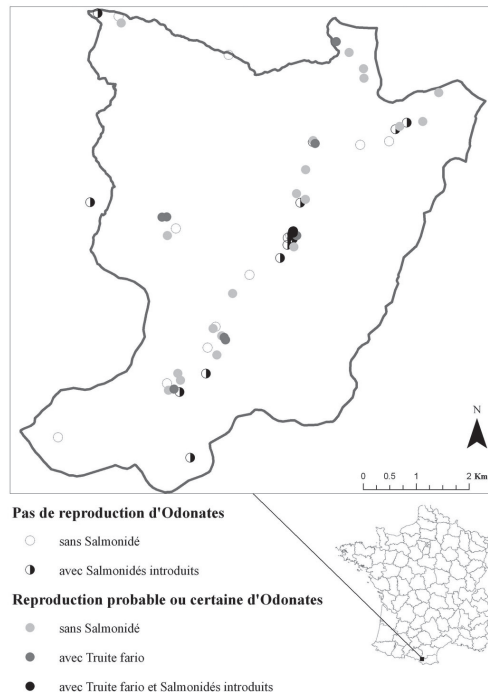 N
0 0.5 1 2 Km
Pas de reproduction d'Odonates
sans Salmonidé
avec Salmonidés introduits
Reproduction probable ou certaine d'Odonates
sans Salmonidé
avec Truite fario
avec Truite fario et Salmonidés introduits